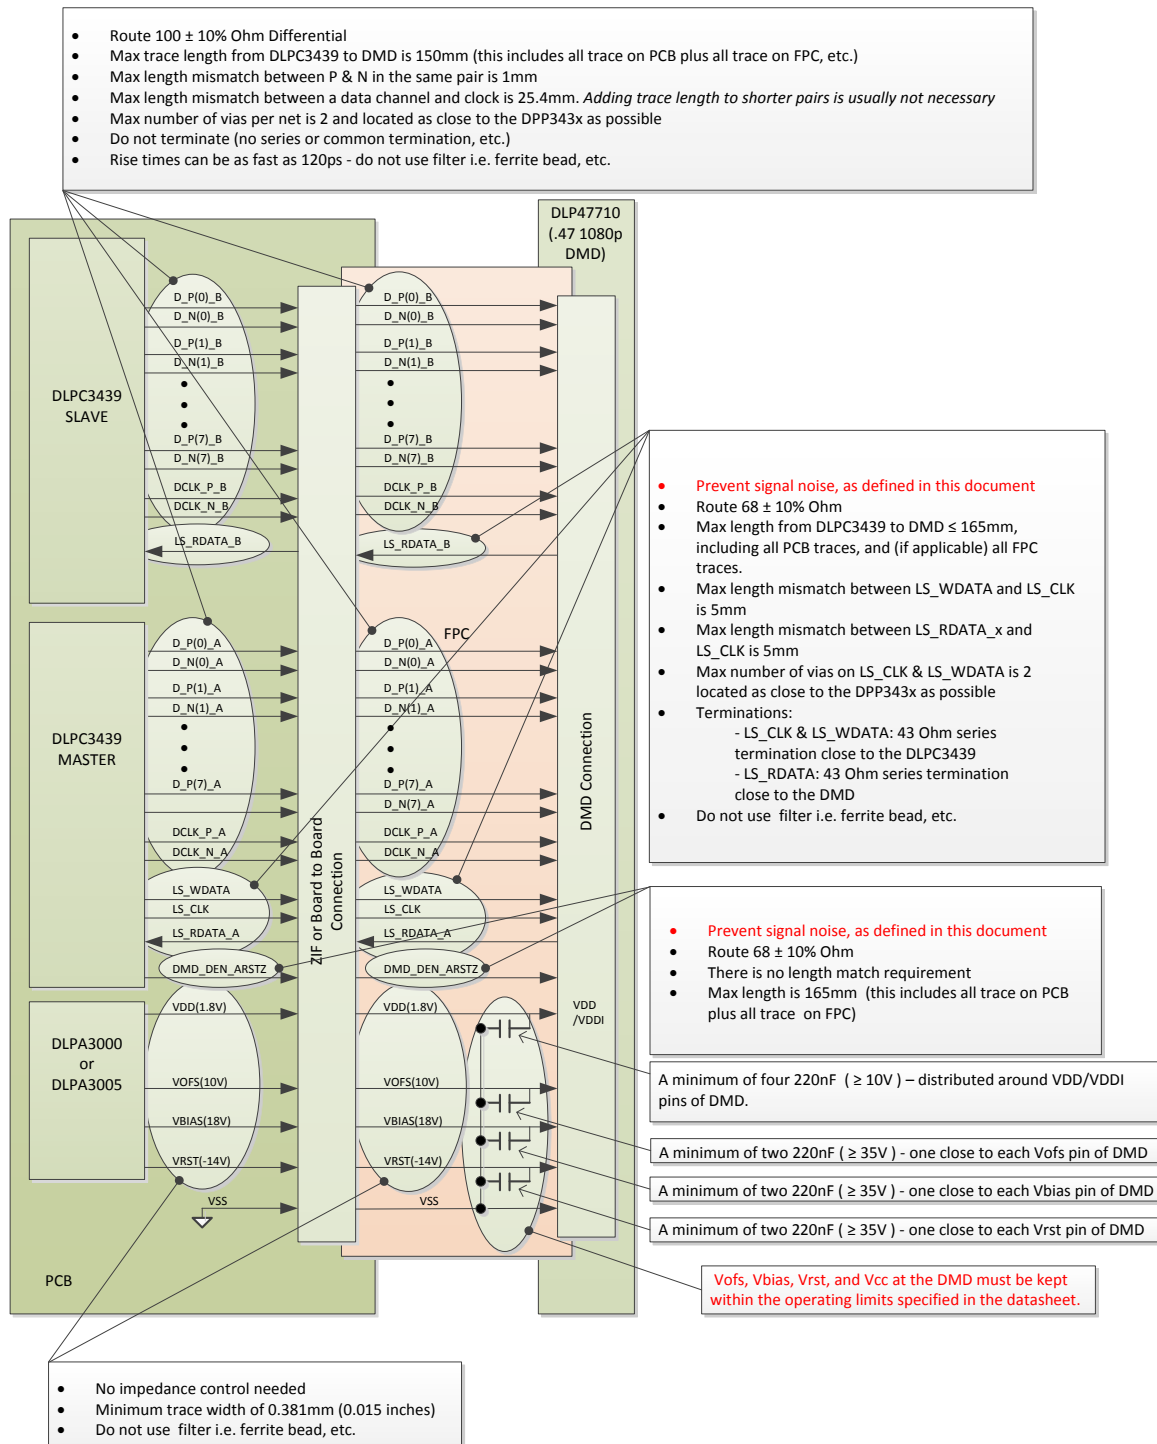 • Route 100 ± 10% Ohm Differential
• Max trace length from DLPC3439 to DMD is 150mm (this includes all trace on PCB plus all trace on FPC, etc.)
• Max length mismatch between P & N in the same pair is 1mm
• Max length mismatch between a data channel and clock is 25.4mm. Adding trace length to shorter pairs is usually not necessary
• Max number of vias per net is 2 and located as close to the DPP343x as possible
• Do not terminate (no series or common termination, etc.)
• Rise times can be as fast as 120ps - do not use filter i.e. ferrite bead, etc.
DLP47710
(.47 1080p
DMD)
DLPC3439
SLAVE
D_P(0)_B
D_N(0)_B
D_P(1)_B
D_N(1)_B
D_P(7)_B
D_N(7)_B
DCLK_P_B
DCLK_N_B
LS_RDATA_B
D_P(0)_B
D_N(0)_B
D_P(1)_B
D_N(1)_B
D_P(7)_B
D_N(7)_B
DCLK_P_B
DCLK_N_B
LS_RDATA_B
DLPC3439
MASTER
D_P(0)_A
D_N(0)_A
D_P(1)_A
D_N(1)_A
D_P(7)_A
DCLK_P_A
DCLK_N_A
LS_WDATA
LS_CLK
LS_RDATA_A
DMD_DEN_ARSTZ
FPC
D_P(0)_A
D_N(0)_A
D_P(1)_A
D_N(1)_A
D_P(7)_A
D_N(7)_A
DCLK_P_A
DCLK_N_A
LS_WDATA
LS_CLK
LS_RDATA_A
DMD_DEN_ARSTZ
ZIF or Board to Board
Connection
DMD Connection
DLPA3000
or
DLPA3005
VDD(1.8V)
VOFS(10V)
VBIAS(18V)
VRST(-14V)
VSS
VDD(1.8V)
VOFS(10V)
VBIAS(18V)
VRST(-14V)
VSS
VDD
/VDDI
PCB
• Prevent signal noise, as defined in this document
• Route 68 ± 10% Ohm
• Max length from DLPC3439 to DMD ≤ 165mm,
including all PCB traces, and (if applicable) all FPC
traces.
• Max length mismatch between LS_WDATA and LS_CLK
is 5mm
• Max length mismatch between LS_RDATA_x and
LS_CLK is 5mm
• Max number of vias on LS_CLK & LS_WDATA is 2
located as close to the DPP343x as possible
• Terminations:
- LS_CLK & LS_WDATA: 43 Ohm series
termination close to the DLPC3439
- LS_RDATA: 43 Ohm series termination
close to the DMD
• Do not use filter i.e. ferrite bead, etc.
• Prevent signal noise, as defined in this document
• Route 68 ± 10% Ohm
• There is no length match requirement
• Max length is 165mm (this includes all trace on PCB
plus all trace on FPC)
A minimum of four 220nF ( ≥ 10V ) – distributed around VDD/VDDI
pins of DMD.
A minimum of two 220nF ( ≥ 35V ) - one close to each Vofs pin of DMD
A minimum of two 220nF ( ≥ 35V ) - one close to each Vbias pin of DMD
A minimum of two 220nF ( ≥ 35V ) - one close to each Vrst pin of DMD
Vofs, Vbias, Vrst, and Vcc at the DMD must be kept
within the operating limits specified in the datasheet.
• No impedance control needed
• Minimum trace width of 0.381mm (0.015 inches)
• Do not use filter i.e. ferrite bead, etc.